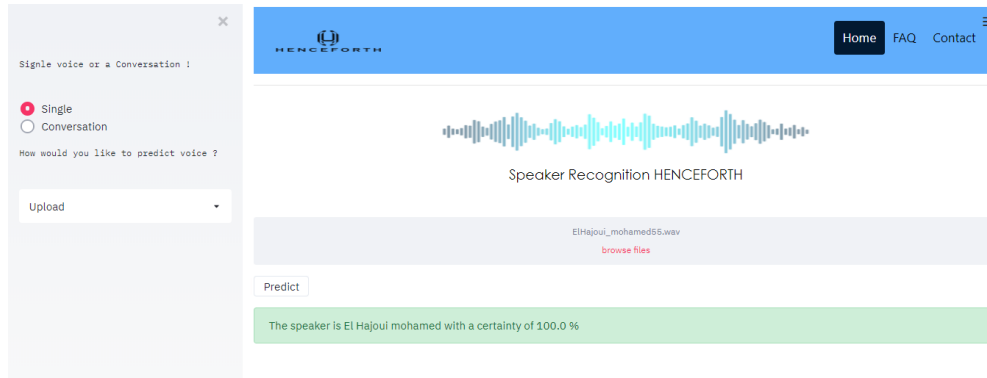 ×
Signle voice or a Conversation !
Single
Conversation
How would you like to predict voice ?
Upload
HENCEFORTH
Home FAQ Contact
Speaker Recognition HENCEFORTH
ElHajoui_mohamed55.wav
browse files
Predict
The speaker is El Hajoui mohamed with a certainty of 100.0 %